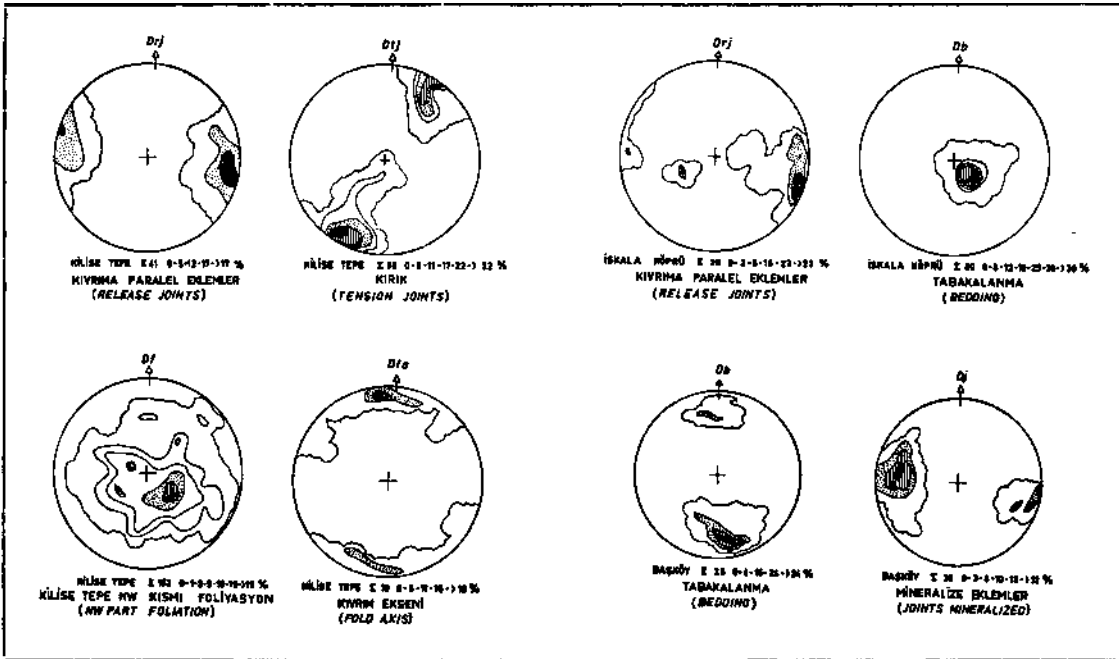 Drj
KİLİSE TEPE
KIVRIMA PARALEL EKLEMLER
(RELEASE JOINTS)
Dtj
KİLİSE TEPE
KIRIK
(TENSION JOINTS)
Drj
İSKALA KÖPRÜ
KIVRIMA PARALEL EKLEMLER
(RELEASE JOINTS)
Db
İSKALA KÖPRÜ
TABAKALANMA
(BEDDING)
Df
KİLİSE TEPE
KİLİSE TEPE NW KISMI FOLİYASYON
(NW PART FOLIATION)
Dfa
KİLİSE TEPE
KIVRIM EKSENİ
(FOLD AXIS)
Db
BAŞKÖY
TABAKALANMA
(BEDDING)
Dj
BAŞKÖY
MİNERALİZE EKLEMLER
(JOINTS MINERALIZED)